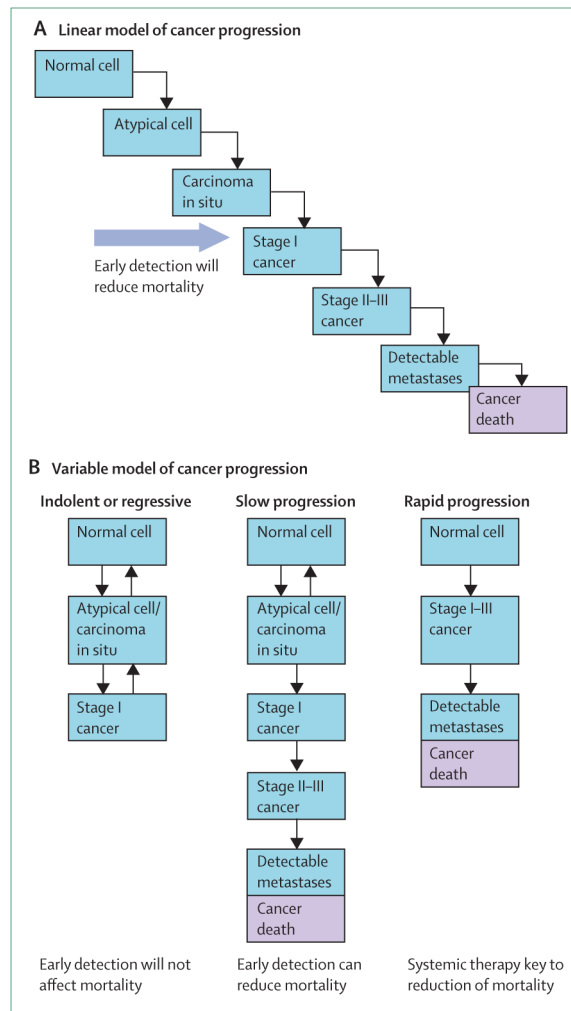 A Linear model of cancer progression
Normal cell
Atypical cell
Carcinoma
in situ
Early detection will
reduce mortality
Stage I
cancer
Stage II–III
cancer
Detectable
metastases
Cancer
death
B Variable model of cancer progression
Indolent or regressive
Normal cell
Atypical cell/
carcinoma
in situ
Stage I
cancer
Early detection will not
affect mortality
Slow progression
Normal cell
Atypical cell/
carcinoma
in situ
Stage I
cancer
Stage II–III
cancer
Detectable
metastases
Cancer
death
Early detection can
reduce mortality
Rapid progression
Normal cell
Stage I–III
cancer
Detectable
metastases
Cancer
death
Systemic therapy key to
reduction of mortality